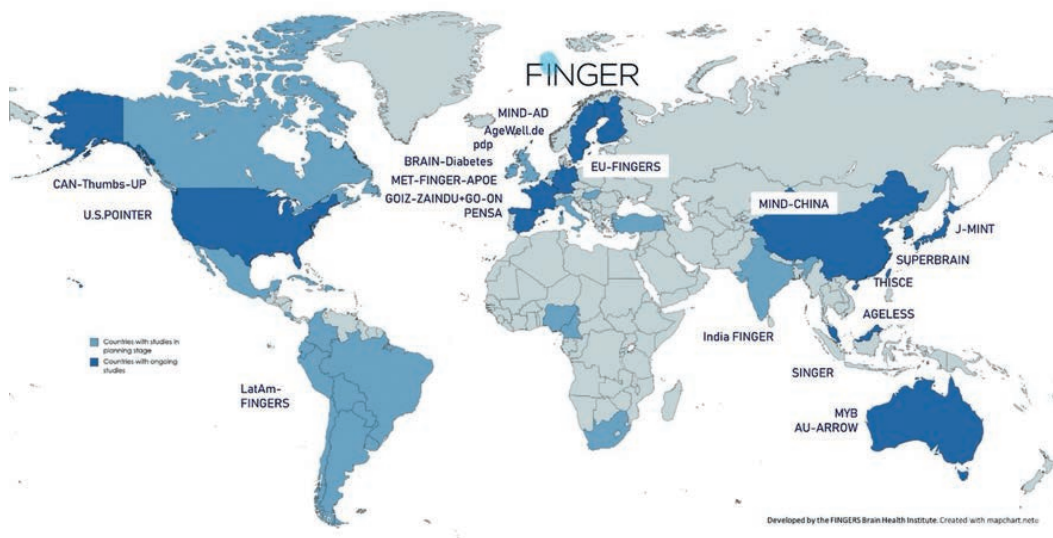 FINGER
MIND-AD
AgeWell.de
pdp
BRAIN-Diabetes
EU-FINGERS
MET-FINGER-APOE
CAN-Thumbs-UP
GOIZ-ZAINDU+GO-ON
MIND-CHINA
U.S.POINTER
PENSA
J-MINT
SUPERBRAIN
THISCE
AGELESS
India FINGER
Countries with studies in
planning stage
Countries with ongoing
studies
SINGER
LatAm-
FINGERS
MYB
AU-ARROW
Developed by the FINGERS Brain Health Institute. Created with mapchart.net©